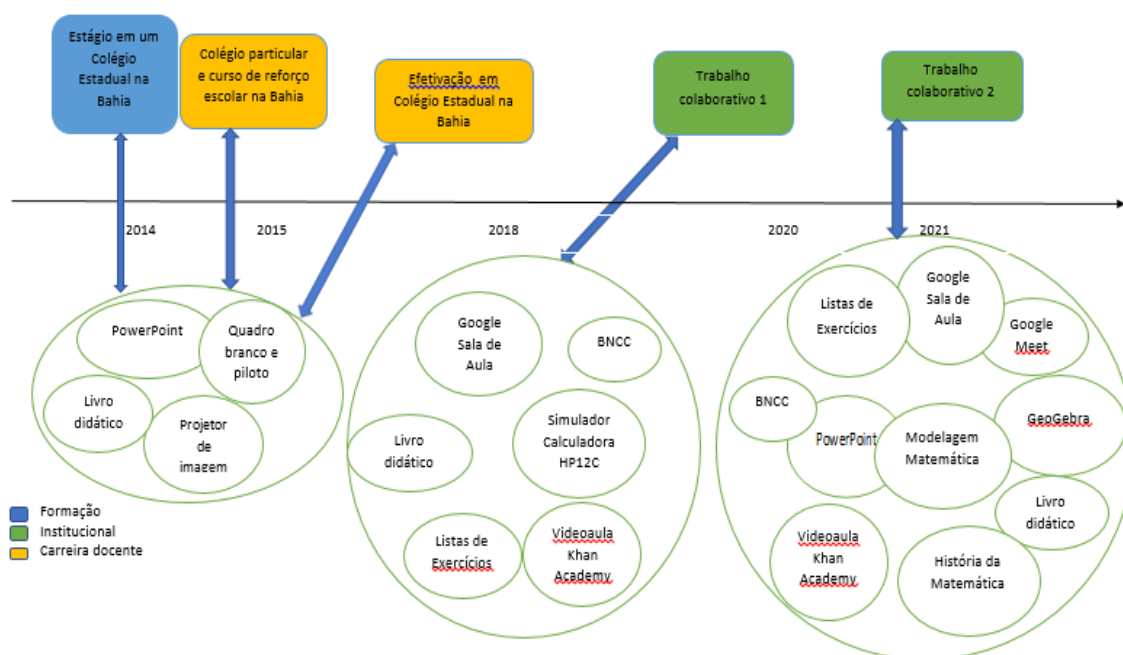 Estágio em um
Colégio
Estadual na
Bahia
Colégio particular
e curso de reforço
escolar na Bahia
Efetivação em
Colégio Estadual na
Bahia
Trabalho
colaborativo 1
Trabalho
colaborativo 2
2014
2015
2018
2020
2021
PowerPoint
Quadro
branco e
piloto
Livro
didático
Projetor
de
imagem
Google
Sala de
Aula
BNCC
Livro
didático
Simulador
Calculadora
HP12C
Listas de
Exercícios
Videoaula
Khan
Academy
Listas de
Exercícios
Google
Sala de
Aula
Google
Meet
BNCC
PowerPoint
Modelagem
Matemática
GeoGebra
Livro
didático
Videoaula
Khan
Academy
História da
Matemática
Formação
Institucional
Carreira docente